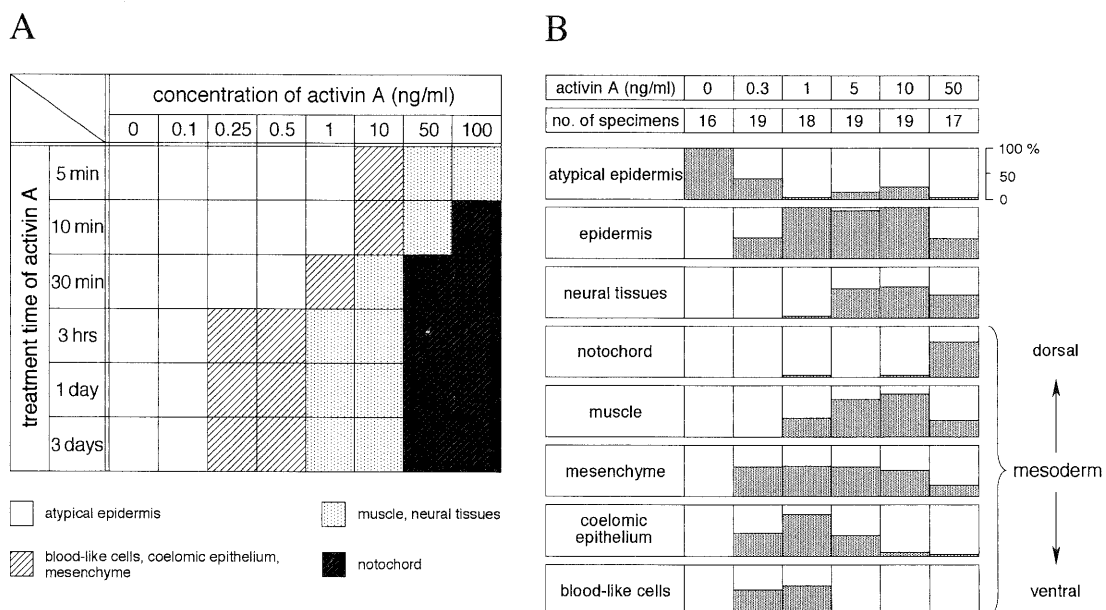 A
concentration of activin A (ng/ml)
0 0.1 0.25 0.5 1 10 50 100
treatment time of activin A
5 min
10 min
30 min
3 hrs
1 day
3 days
atypical epidermis
muscle, neural tissues
blood-like cells, coelomic epithelium,
mesenchyme
notochord
B
activin A (ng/ml) 0 0.3 1 5 10 50
no. of specimens 16 19 18 19 19 17
atypical epidermis
100 %
50
0
epidermis
neural tissues
notochord
muscle
mesenchyme
coelomic
epithelium
blood-like cells
dorsal
mesoderm
ventral